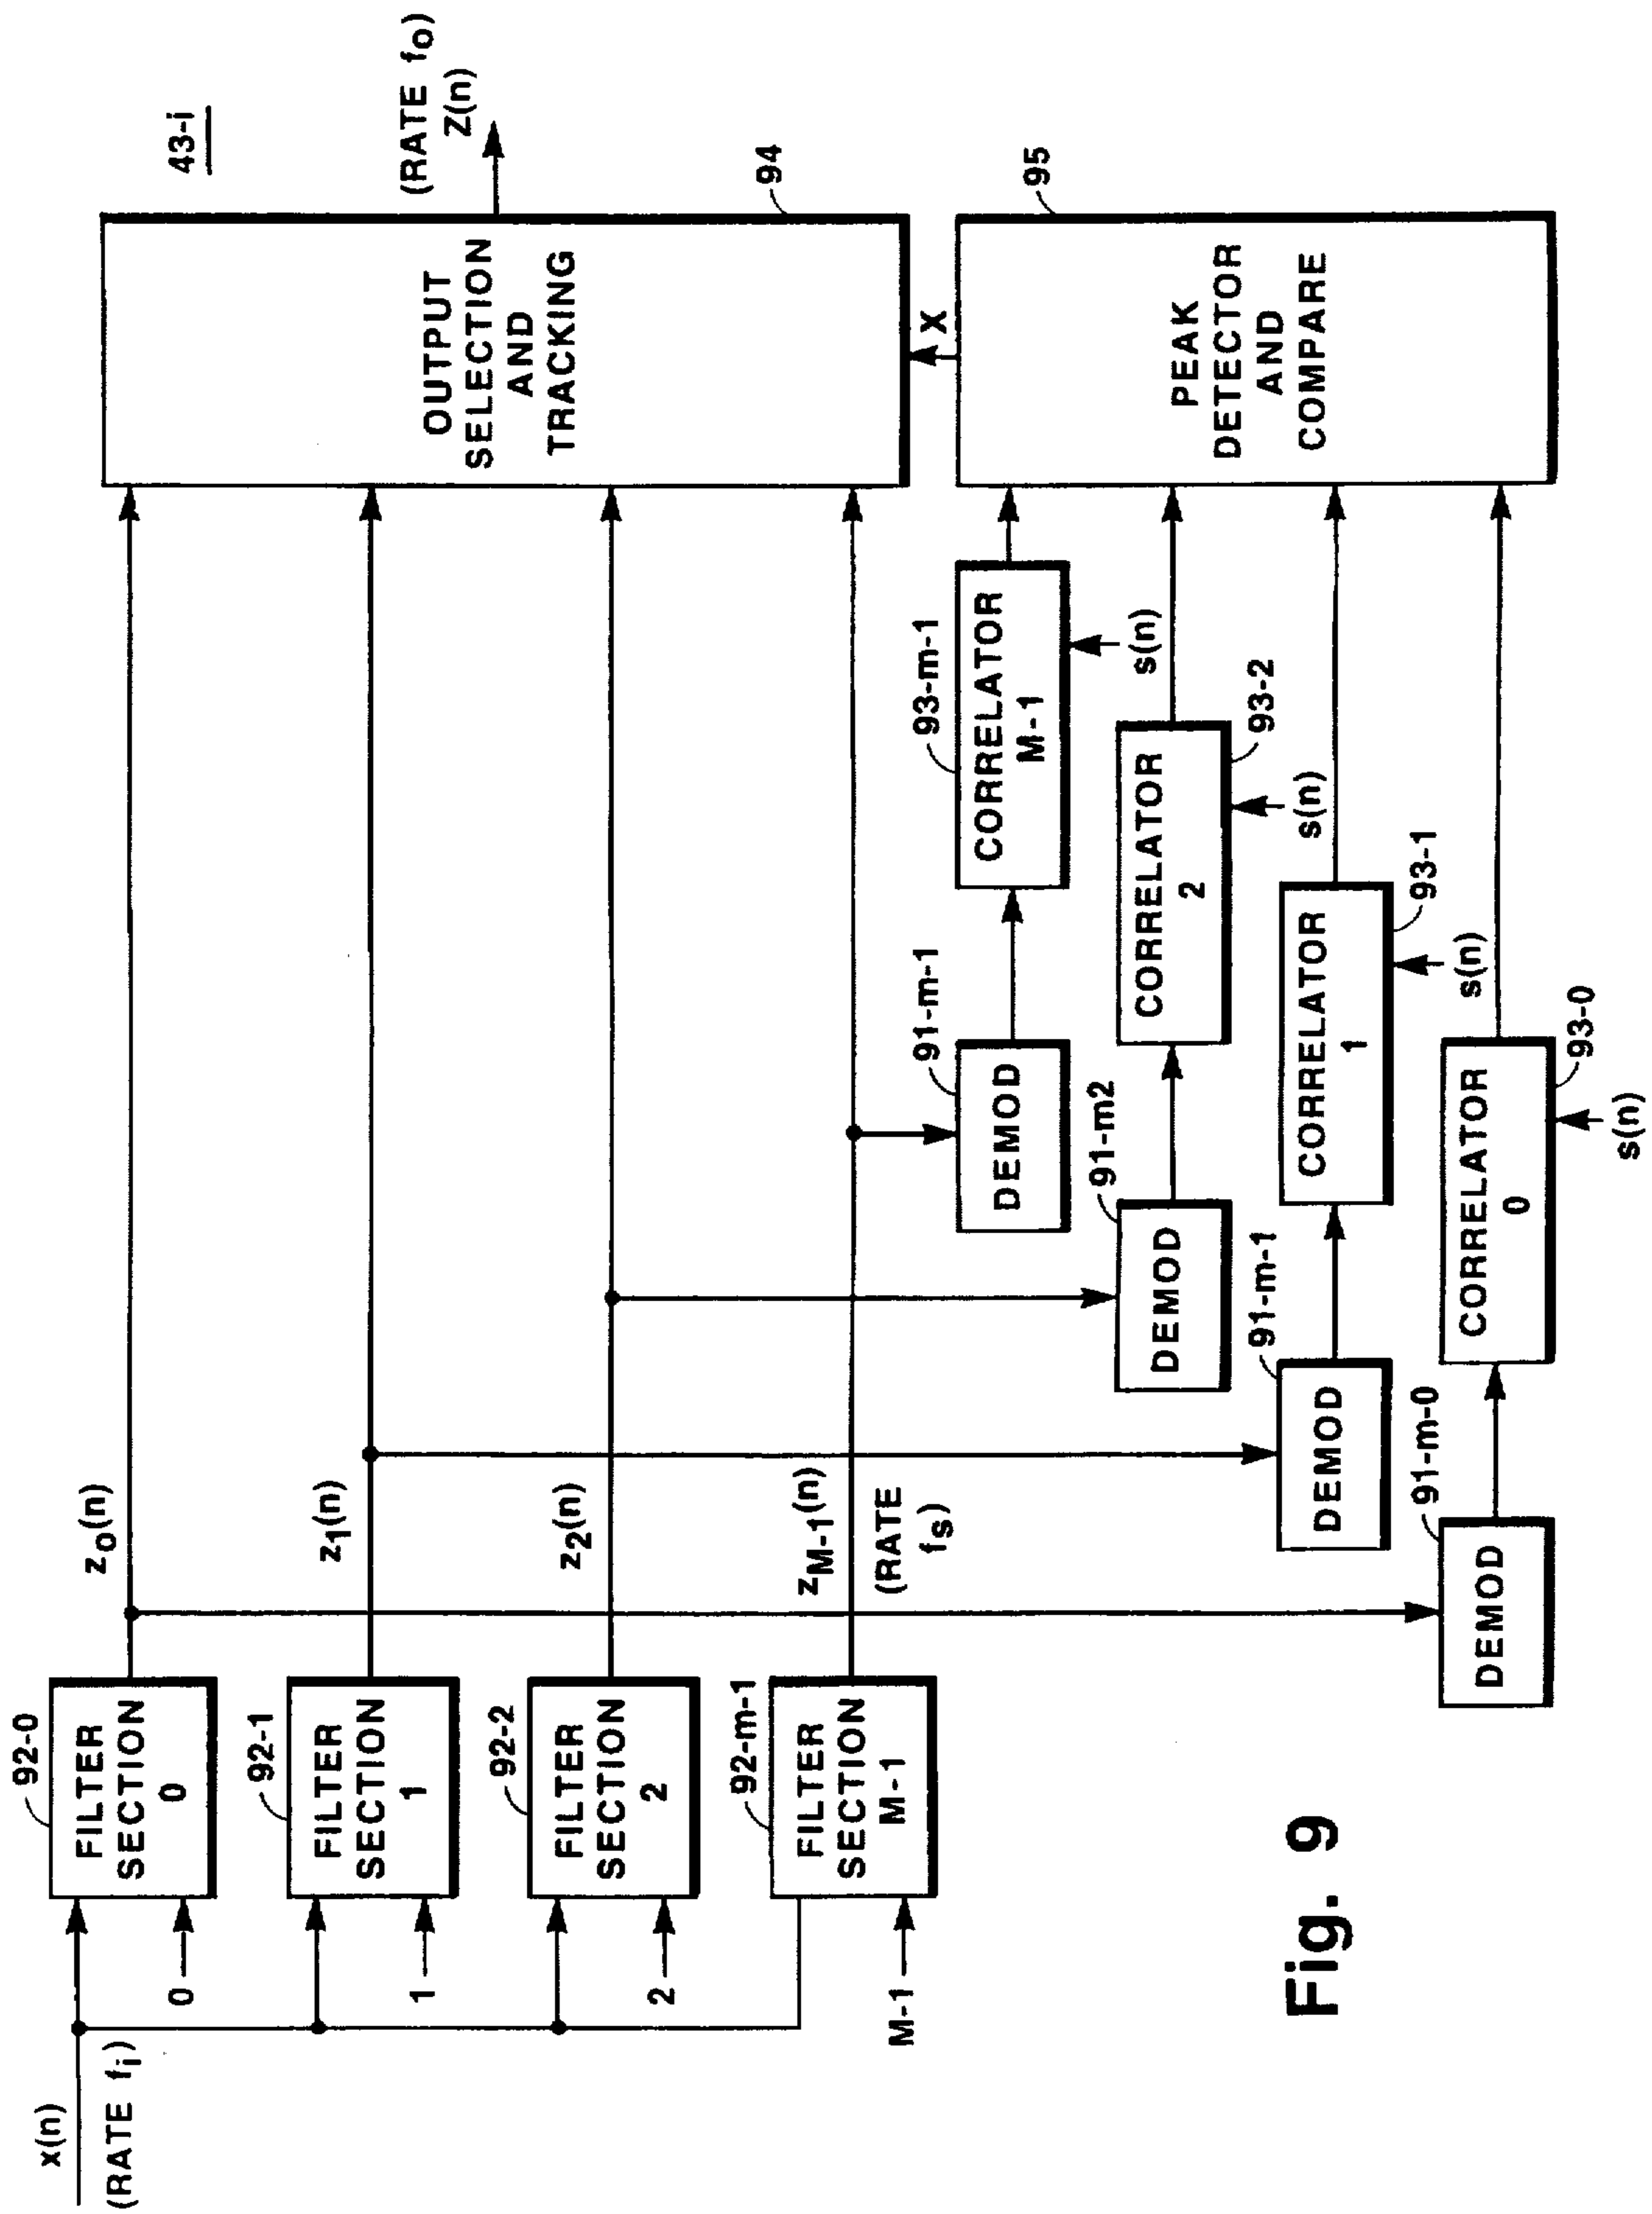 43-i
x(n)
(RATE fi)
92-0
FILTER
SECTION
0
0
z0(n)
92-1
FILTER
SECTION
1
1
z1(n)
92-2
FILTER
SECTION
2
2
z2(n)
92-m-1
FILTER
SECTION
M-1
M-1
zM-1(n)
(RATE
fs)
OUTPUT
SELECTION
AND
TRACKING
94
(RATE fo)
Z(n)
X
91-m-1
DEMOD
93-m-1
CORRELATOR
M-1
s(n)
91-m2
DEMOD
CORRELATOR
2
93-2
s(n)
91-m-1
DEMOD
CORRELATOR
1
93-1
s(n)
91-m-0
DEMOD
CORRELATOR
0
93-0
s(n)
PEAK
DETECTOR
AND
COMPARE
95
Fig. 9